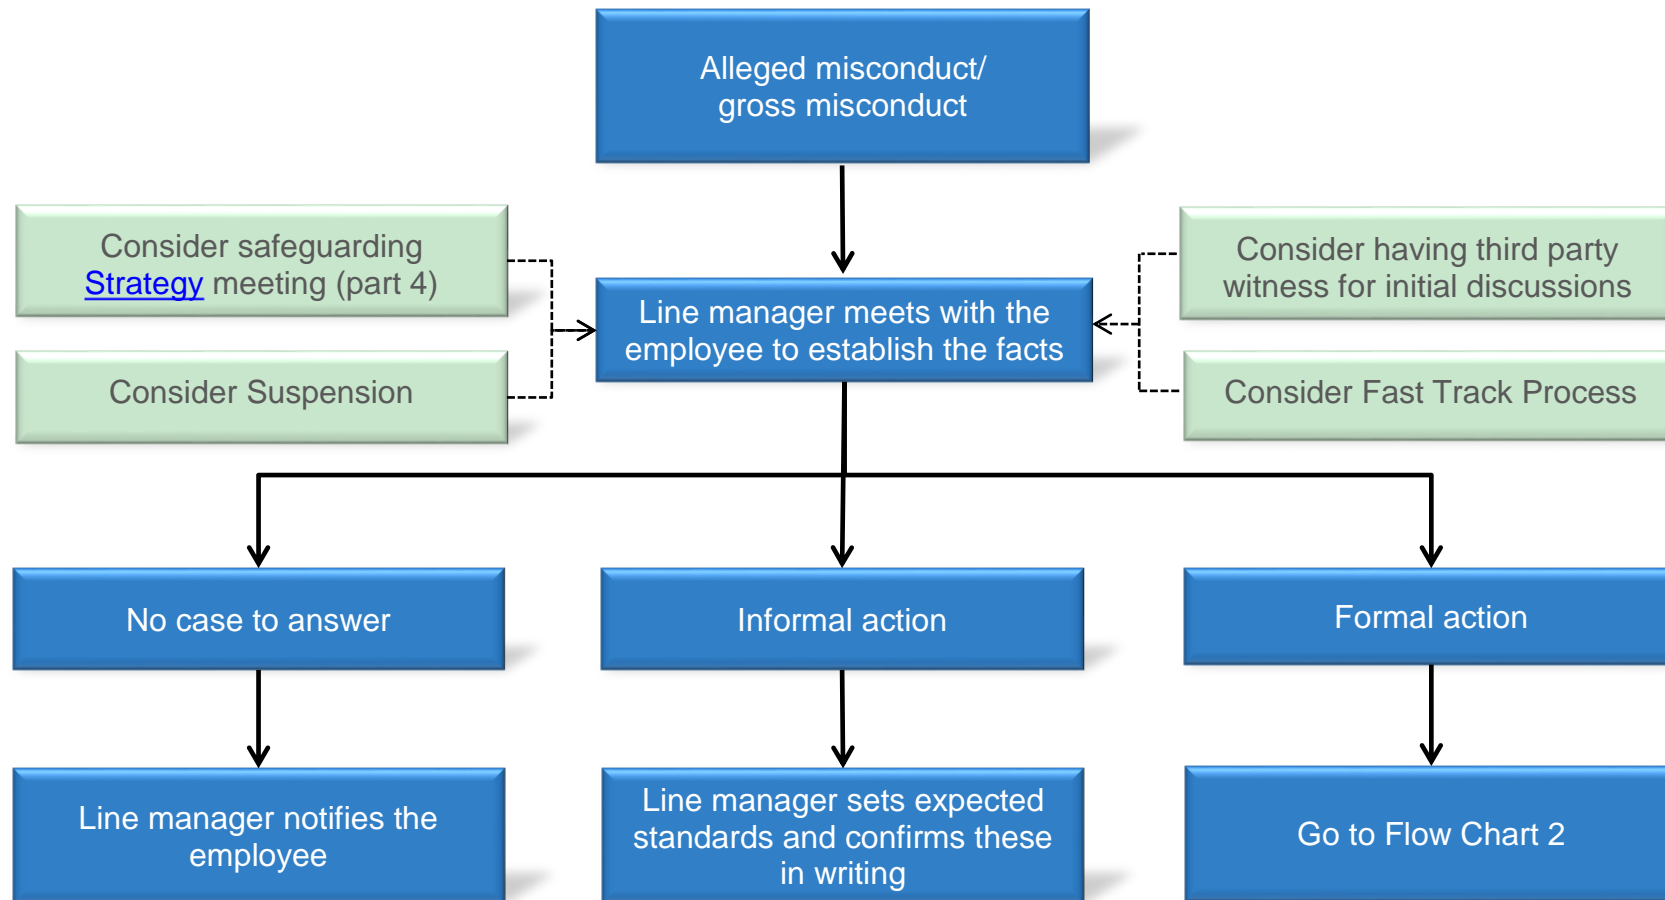 Alleged misconduct/
gross misconduct
Consider safeguarding
Strategy meeting (part 4)
Consider having third party
witness for initial discussions
Line manager meets with the
employee to establish the facts
Consider Suspension
Consider Fast Track Process
No case to answer
Informal action
Formal action
Line manager notifies the
employee
Line manager sets expected
standards and confirms these
in writing
Go to Flow Chart 2